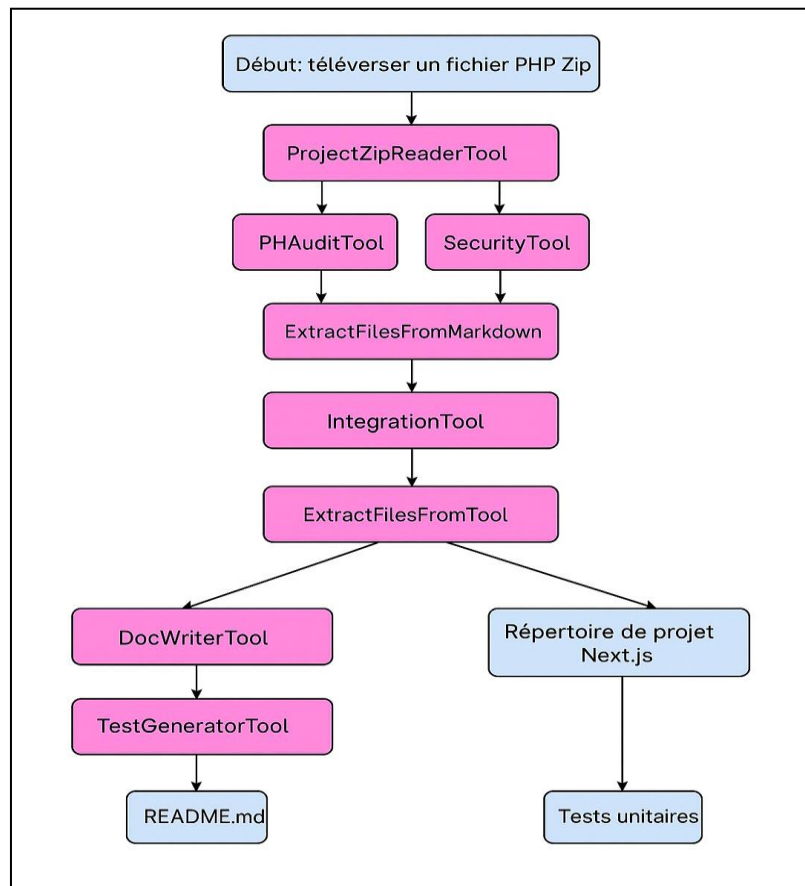 Début: téléverser un fichier PHP Zip
ProjectZipReaderTool
PHAuditTool
SecurityTool
ExtractFilesFromMarkdown
IntegrationTool
ExtractFilesFromTool
DocWriterTool
Répertoire de projet
Next.js
TestGeneratorTool
README.md
Tests unitaires